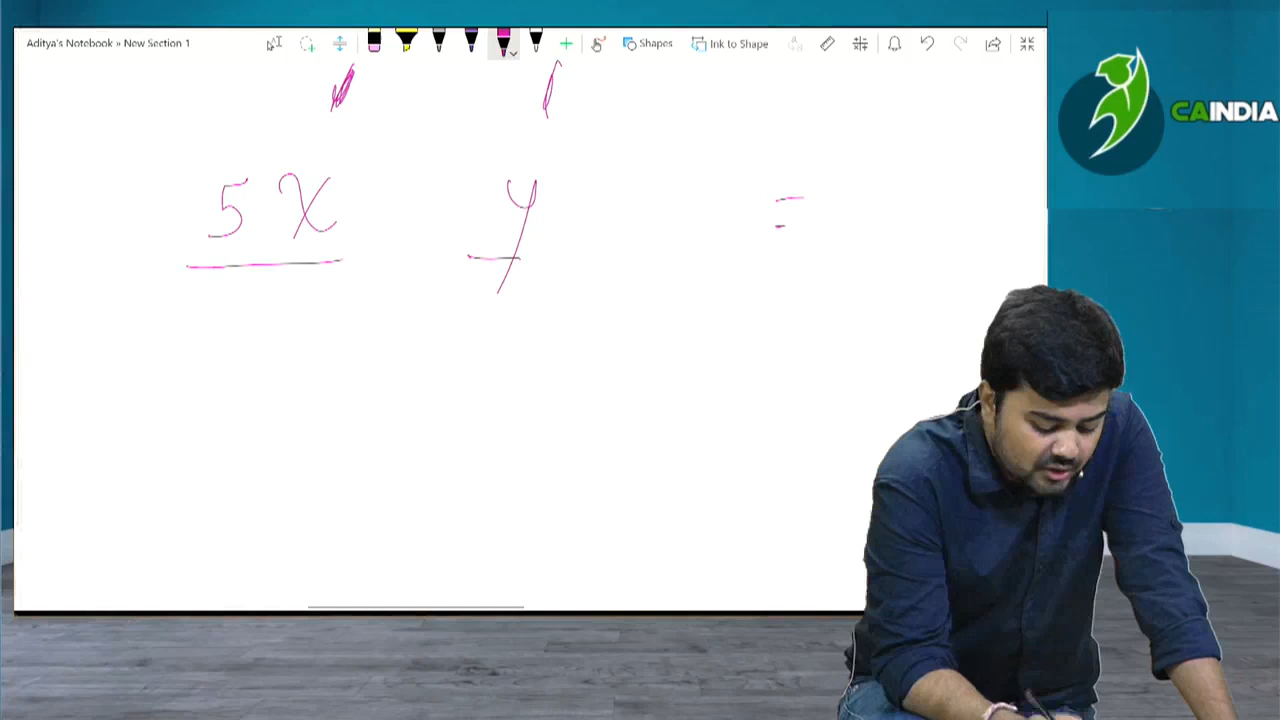 Aditya's Notebook » New Section 1
Shapes
Ink to Shape
CAINDIA
5 x y =